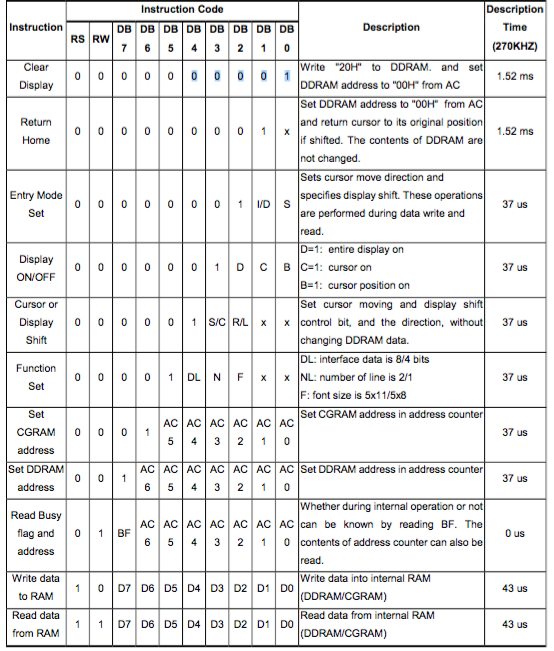 Instruction Code
Description
Time
(270KHZ)
Instruction
RS RW DB7 DB6 DB5 DB4 DB3 DB2 DB1 DB0
Description
Clear Display 0 0 0 0 0 0 0 0 0 1
Write "20H" to DDRAM. and set
DDRAM address to "00H" from AC
1.52 ms
Return Home 0 0 0 0 0 0 0 0 1 x
Set DDRAM address to "00H" from AC
and return cursor to its original position
if shifted. The contents of DDRAM are
not changed.
1.52 ms
Entry Mode Set 0 0 0 0 0 0 0 1 I/D S
Sets cursor move direction and
specifies display shift. These operations
are performed during data write and
read.
37 us
Display ON/OFF 0 0 0 0 0 0 1 D C B
D=1: entire display on
C=1: cursor on
B=1: cursor position on
37 us
Cursor or Display Shift 0 0 0 0 0 1 S/C R/L x x
Set cursor moving and display shift
control bit, and the direction, without
changing DDRAM data.
37 us
Function Set 0 0 0 0 1 DL N F x x
DL: interface data is 8/4 bits
NL: number of line is 2/1
F: font size is 5x11/5x8
37 us
Set CGRAM address 0 0 0 1 AC5 AC4 AC3 AC2 AC1 AC0
Set CGRAM address in address counter
37 us
Set DDRAM address 0 0 1 AC6 AC5 AC4 AC3 AC2 AC1 AC0
Set DDRAM address in address counter
37 us
Read Busy flag and address 0 1 BF AC6 AC5 AC4 AC3 AC2 AC1 AC0
Whether during internal operation or not
can be known by reading BF. The
contents of address counter can also be
read.
0 us
Write data to RAM 1 0 D7 D6 D5 D4 D3 D2 D1 D0
Write data into internal RAM
(DDRAM/CGRAM)
43 us
Read data from RAM 1 1 D7 D6 D5 D4 D3 D2 D1 D0
Read data from internal RAM
(DDRAM/CGRAM)
43 us